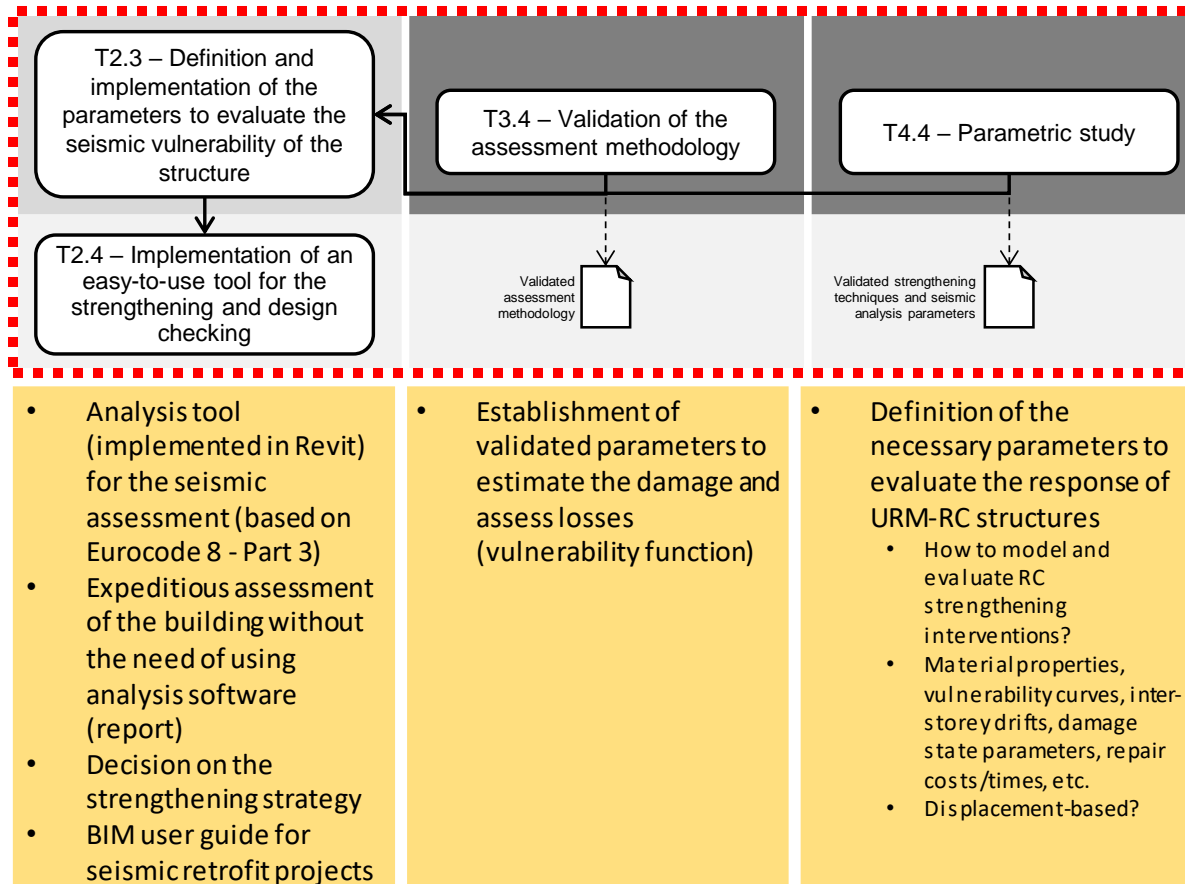 T2.3 – Definition and
implementation of the
parameters to evaluate the
seismic vulnerability of the
structure
T3.4 – Validation of the
assessment methodology
T4.4 – Parametric study
T2.4 – Implementation of an
easy-to-use tool for the
strengthening and design
checking
Validated
assessment
methodology
Validated strengthening
techniques and seismic
analysis parameters
• Analysis tool
(implemented in Revit)
for the seismic
assessment (based on
Eurocode 8 - Part 3)
• Expeditious assessment
of the building without
the need of using
analysis software
(report)
• Decision on the
strengthening strategy
• BIM user guide for
seismic retrofit projects
• Establishment of
validated parameters to
estimate the damage and
assess losses
(vulnerability function)
• Definition of the
necessary parameters to
evaluate the response of
URM-RC structures
• How to model and
evaluate RC
strengthening
interventions?
• Material properties,
vulnerability curves, inter-
storey drifts, damage
state parameters, repair
costs/times, etc.
• Displacement-based?